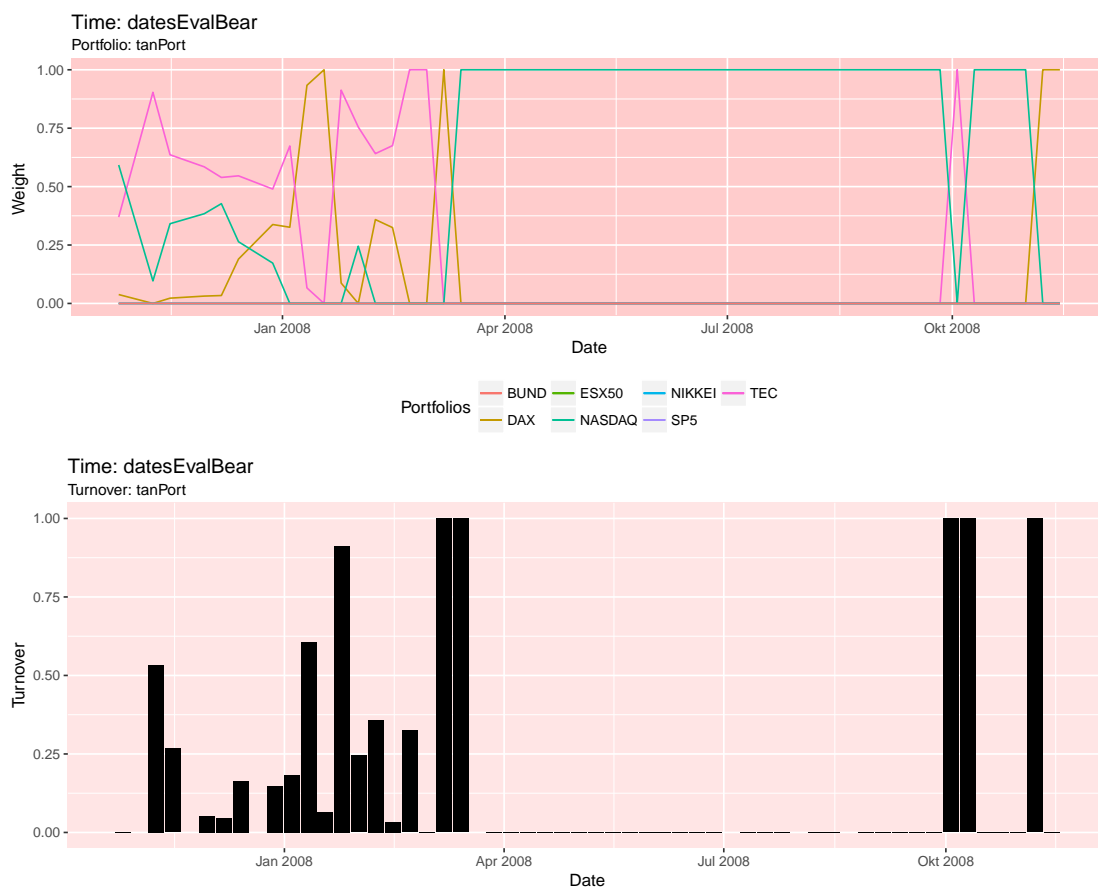 Time: datesEvalBear
Portfolio: tanPort
1.00
0.75
0.50
0.25
0.00
Weight
Jan 2008 Apr 2008 Jul 2008 Okt 2008
Date
Portfolios
BUND ESX50 NIKKEI TEC
DAX NASDAQ SP5
Time: datesEvalBear
Turnover: tanPort
1.00
0.75
0.50
0.25
0.00
Turnover
Jan 2008 Apr 2008 Jul 2008 Okt 2008
Date